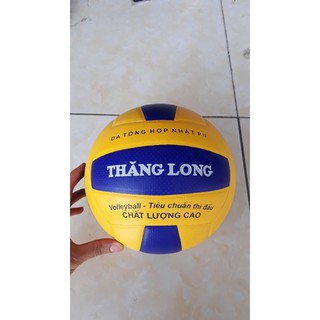 DA TỔNG HỢP NHẬT PU
THĂNG LONG
Volleyball - Tiêu chuẩn thi đấu
CHẤT LƯỢNG CAO